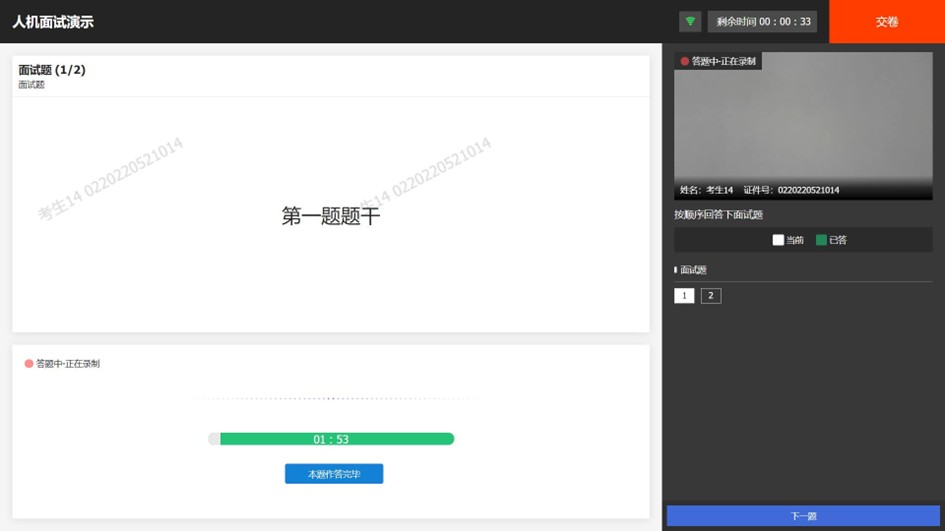 人机面试演示
剩余时间 00：00：33
交卷
面试题 (1/2)
面试题
考生14 0220220521014
考生14 0220220521014
第一题题干
答题中-正在录制
01：53
本题作答完毕
答题中-正在录制
姓名：考生14 证件号：0220220521014
按顺序回答下面试题
当前 已答
面试题
1 2
下一题